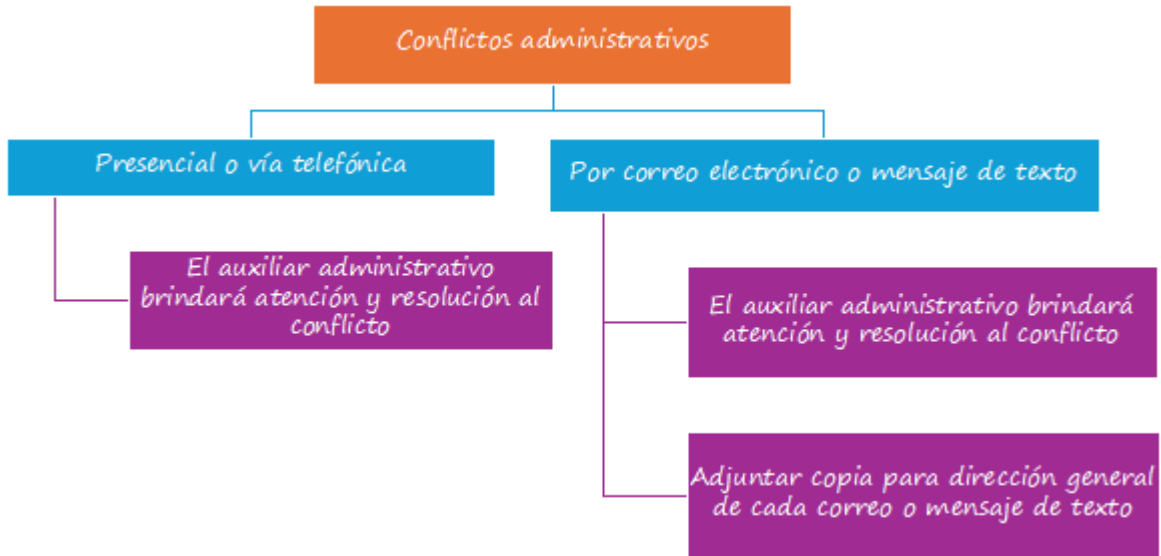 Conflictos administrativos
Presencial o vía telefónica
El auxiliar administrativo
brindará atención y resolución al
conflicto
Por correo electrónico o mensaje de texto
El auxiliar administrativo brindará
atención y resolución al conflicto
Adjuntar copia para dirección general
de cada correo o mensaje de texto